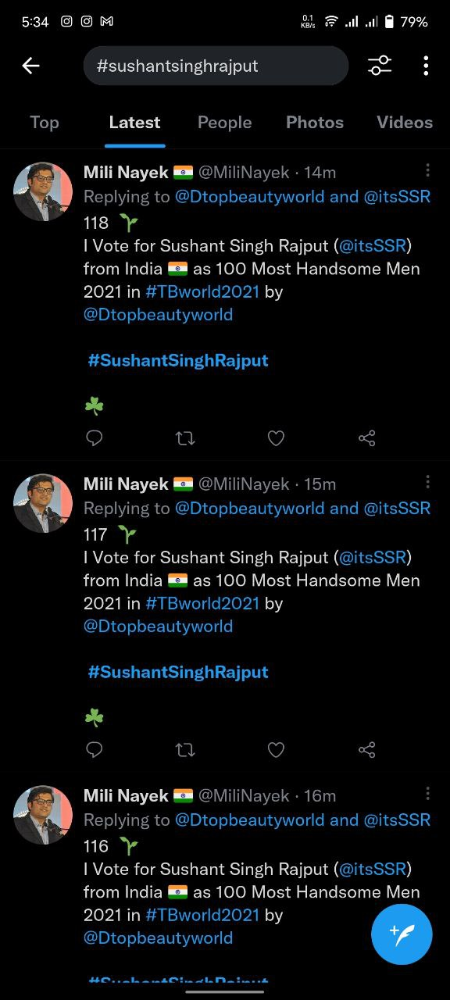 5:34 0.1 KB/s 79%
#sushantsinghrajput
Top Latest People Photos Videos
Mili Nayek 🇮🇳 @MiliNayek · 14m
Replying to @Dtopbeautyworld and @itsSSR
118 🌱
I Vote for Sushant Singh Rajput (@itsSSR)
from India 🇮🇳 as 100 Most Handsome Men
2021 in #TBworld2021 by
@Dtopbeautyworld
#SushantSinghRajput
☘️
Mili Nayek 🇮🇳 @MiliNayek · 15m
Replying to @Dtopbeautyworld and @itsSSR
117 🌱
I Vote for Sushant Singh Rajput (@itsSSR)
from India 🇮🇳 as 100 Most Handsome Men
2021 in #TBworld2021 by
@Dtopbeautyworld
#SushantSinghRajput
☘️
Mili Nayek 🇮🇳 @MiliNayek · 16m
Replying to @Dtopbeautyworld and @itsSSR
116 🌱
I Vote for Sushant Singh Rajput (@itsSSR)
from India 🇮🇳 as 100 Most Handsome Men
2021 in #TBworld2021 by
@Dtopbeautyworld
#SushantSinghRajput